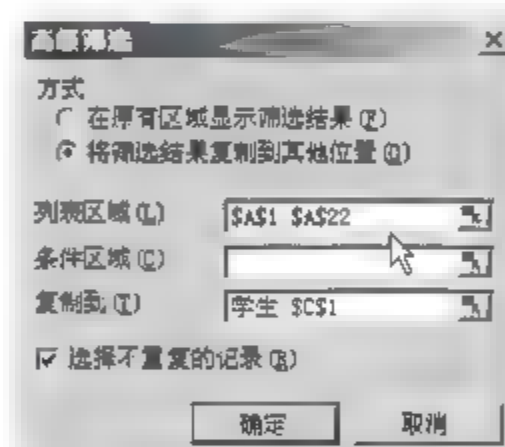 高级筛选
方式
在原有区域显示筛选结果(F)
将筛选结果复制到其他位置(O)
列表区域(L) $A$1 $A$22
条件区域(C)
复制到(T) 学生 $C$1
选择不重复的记录(R)
确定 取消